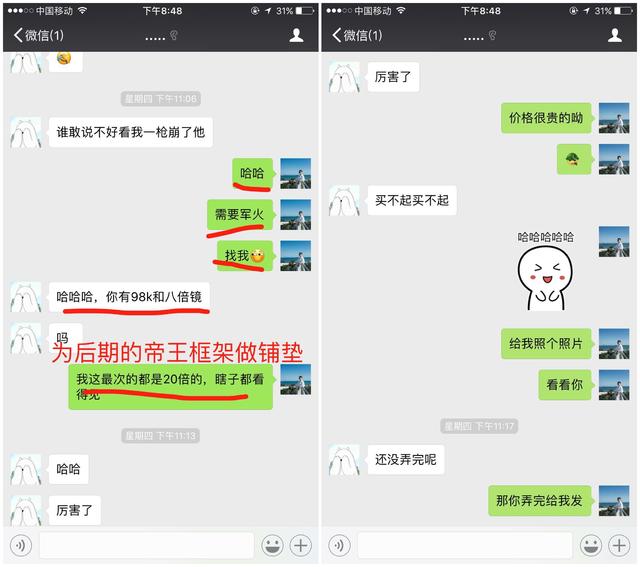 中国移动
下午8:48
31%
微信(1)
..... 
星期四 下午11:06
谁敢说不好看我一枪崩了他
哈哈
需要军火
找我
哈哈哈，你有98k和八倍镜
吗
为后期的帝王框架做铺垫
我这最次的都是20倍的，瞎子都看
得见
星期四 下午11:13
哈哈
厉害了
中国移动
下午8:48
31%
微信(1)
.....
厉害了
价格很贵的呦
买不起买不起
哈哈哈哈哈
给我照个照片
看看你
星期四 下午11:17
还没弄完呢
那你弄完给我发